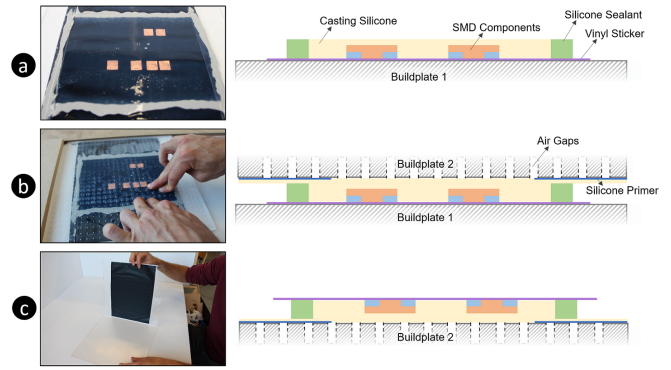 a
Casting Silicone
SMD Components
Silicone Sealant
Vinyl Sticker
Buildplate 1
b
Buildplate 2
Air Gaps
Silicone Primer
Buildplate 1
c
Buildplate 2